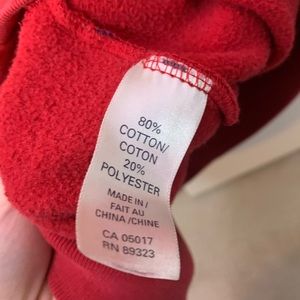 80%
COTTON/
COTON
20%
POLYESTER
MADE IN /
FAIT AU
CHINA /CHINE
CA 05017
RN 89323